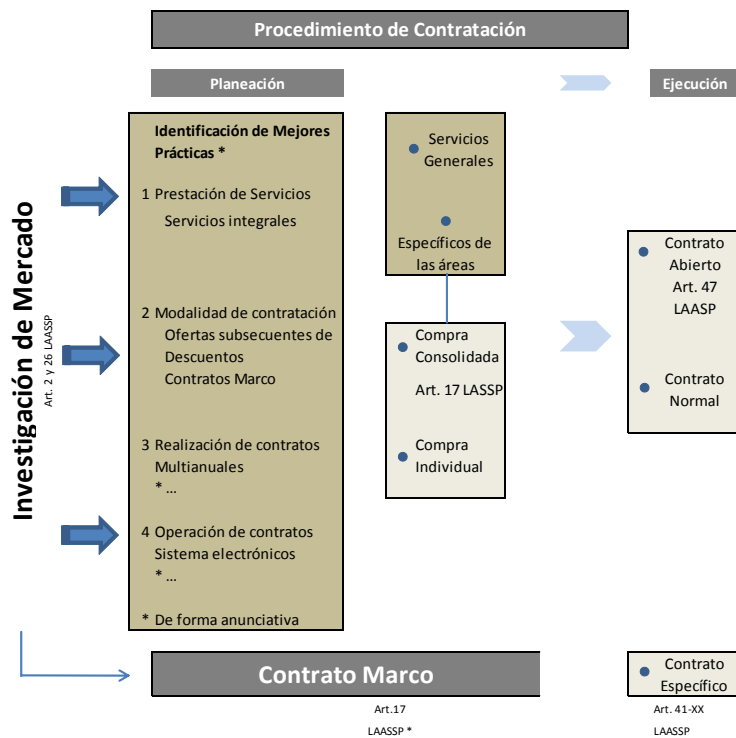 Procedimiento de Contratación
Planeación
Ejecución
Investigación de Mercado
Art. 2 y 26 LAASSP
Identificación de Mejores
Prácticas *
1 Prestación de Servicios
Servicios integrales
2 Modalidad de contratación
Ofertas subsecuentes de
Descuentos
Contratos Marco
3 Realización de contratos
Multianuales
* ...
4 Operación de contratos
Sistema electrónicos
* ...
* De forma anunciativa
Servicios
Generales
Específicos de
las áreas
Compra
Consolidada
Art. 17 LASSP
Compra
Individual
Contrato
Abierto
Art. 47
LAASP
Contrato
Normal
Contrato Marco
Art.17
LAASSP *
Contrato
Específico
Art. 41-XX
LAASSP